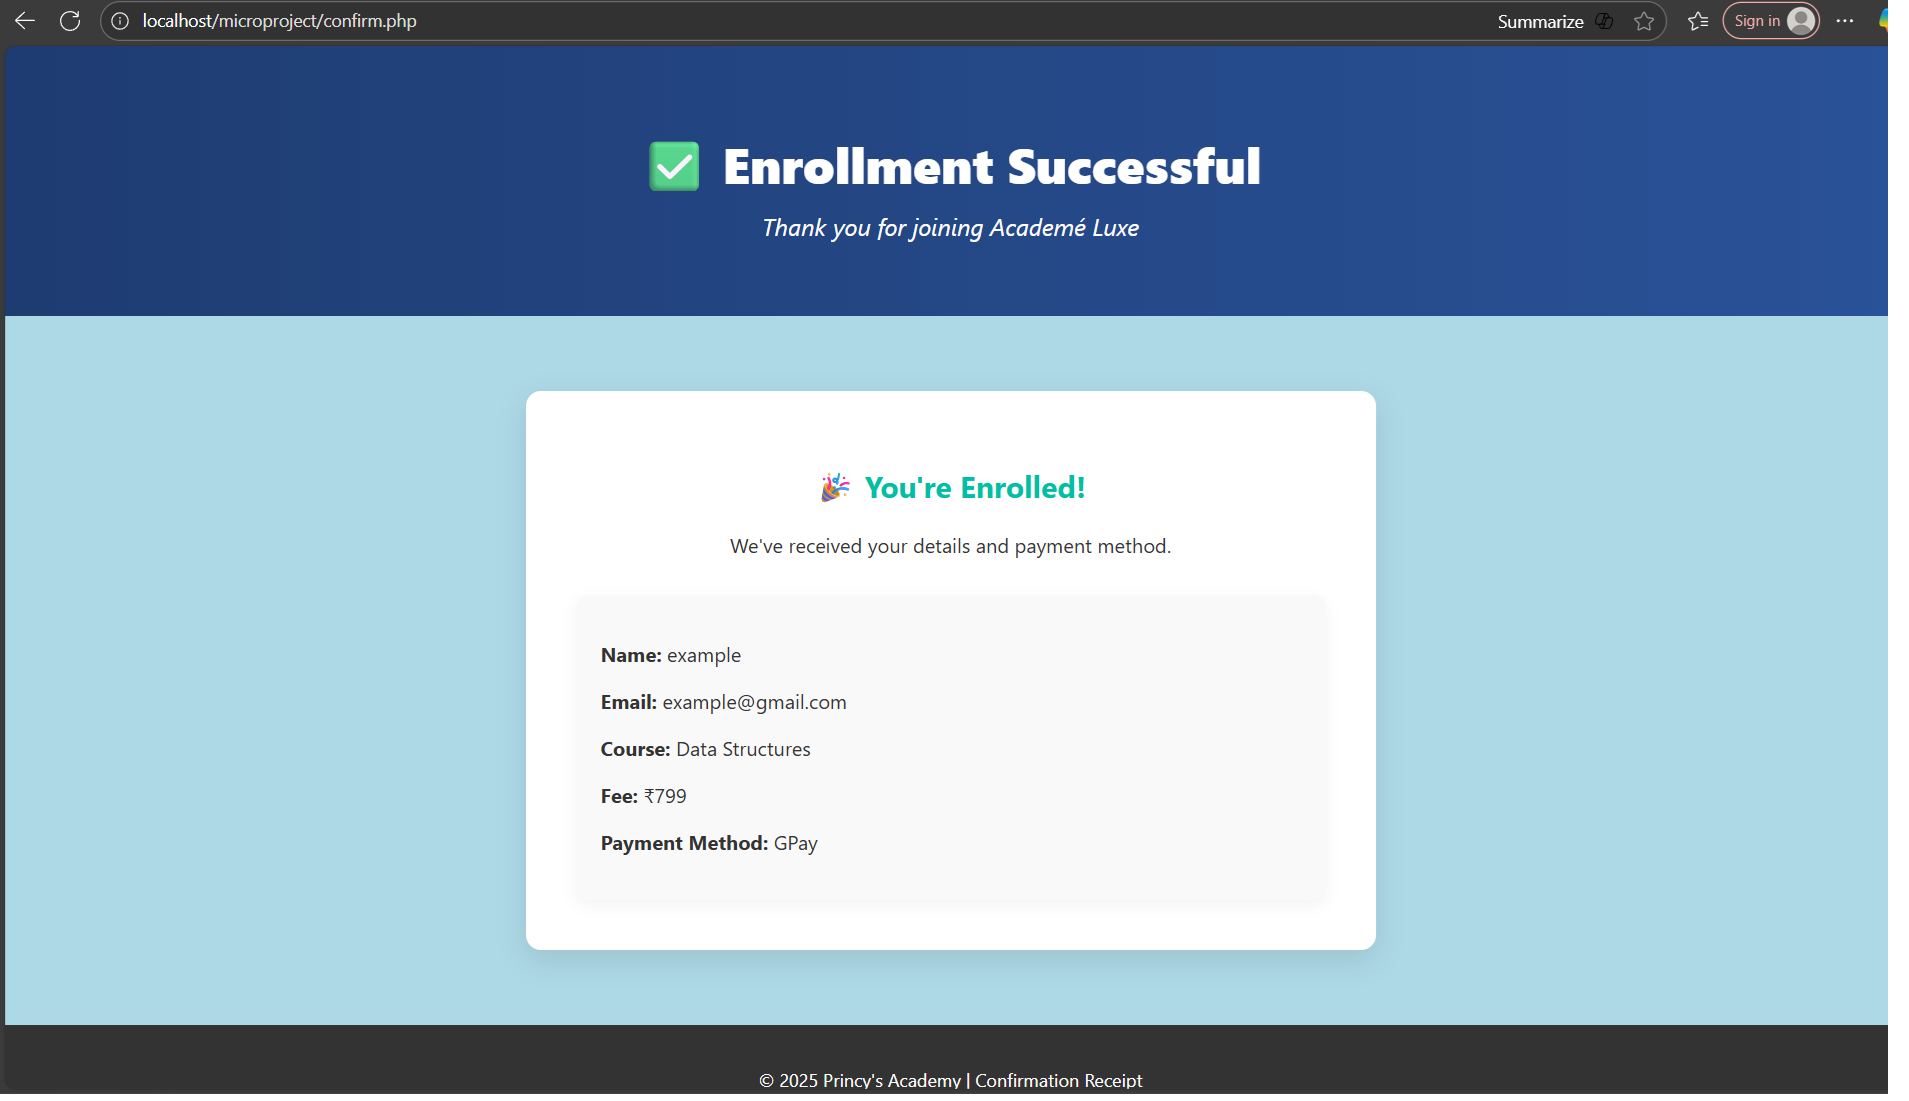 localhost/microproject/confirm.php
Summarize
Sign in
✅ Enrollment Successful
Thank you for joining Academé Luxe
🎉 You're Enrolled!
We've received your details and payment method.
Name: example
Email: example@gmail.com
Course: Data Structures
Fee: ₹799
Payment Method: GPay
© 2025 Princy's Academy | Confirmation Receipt